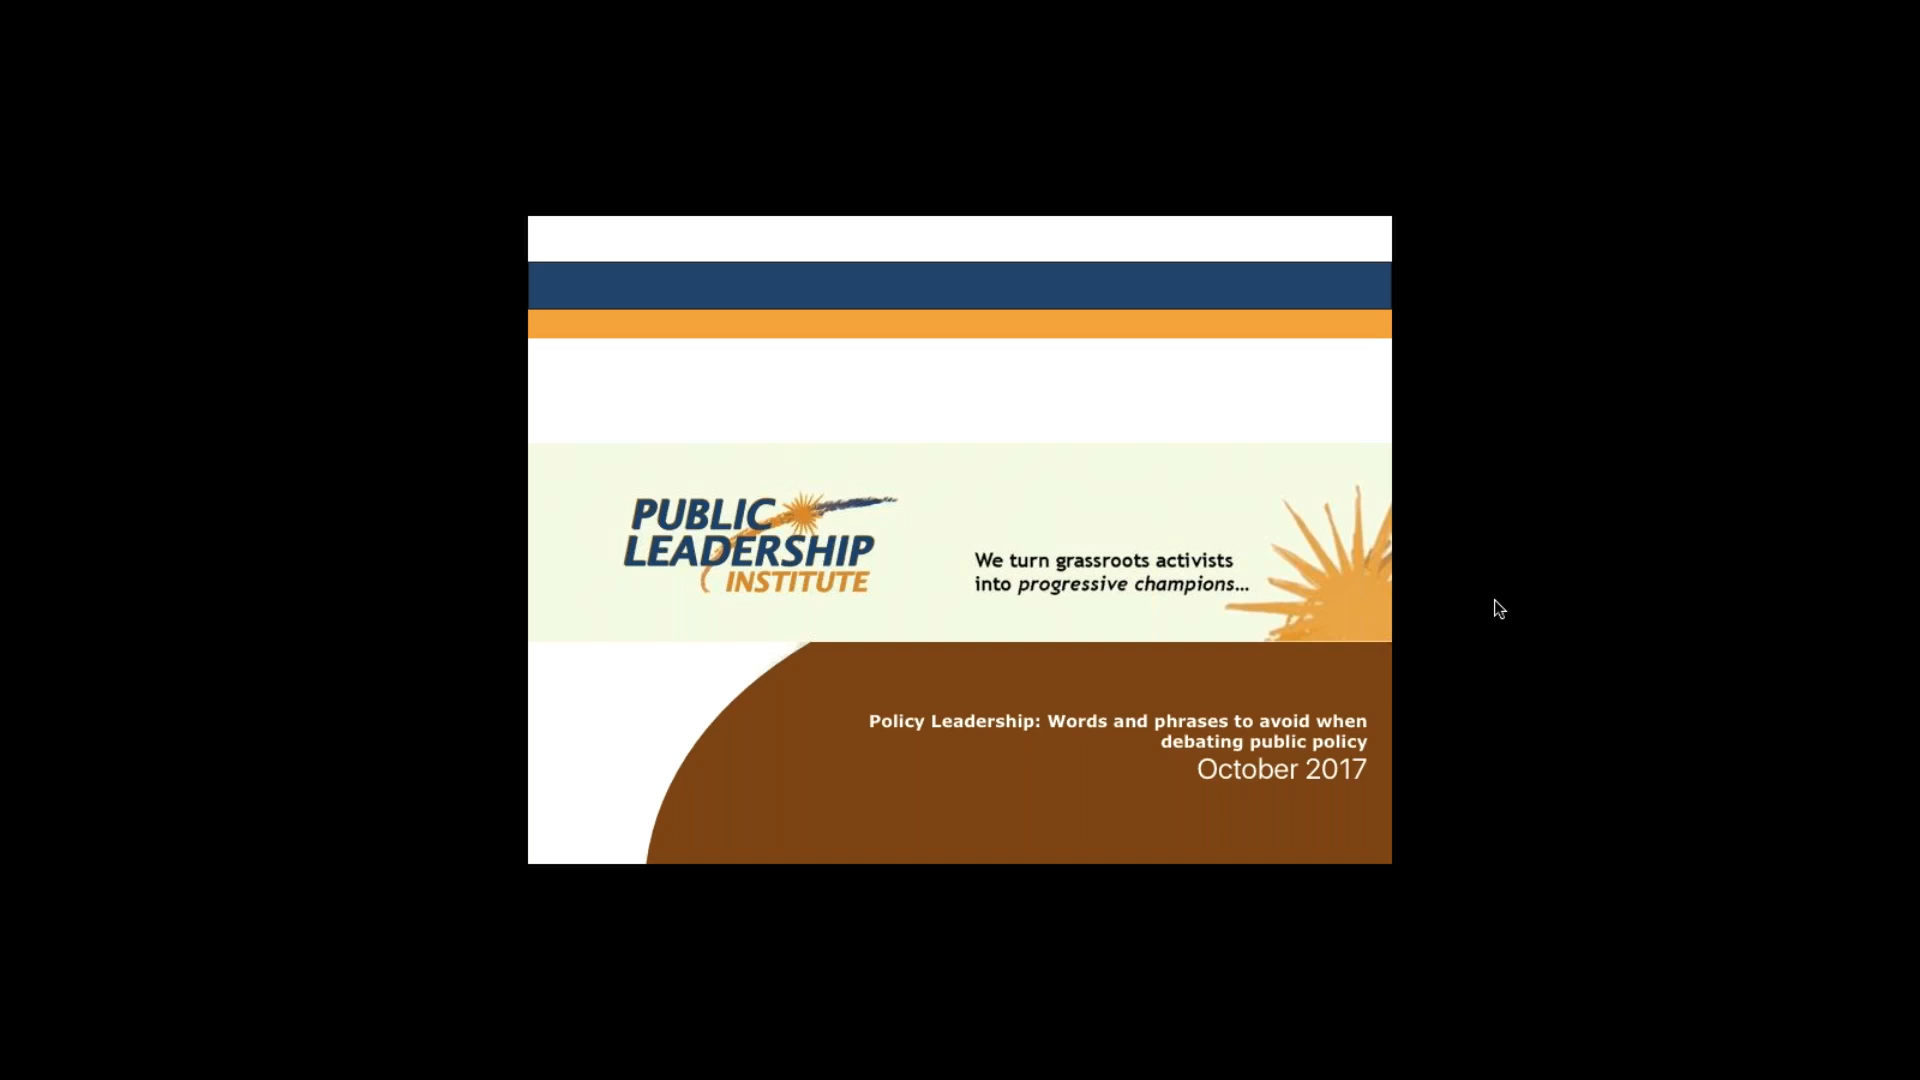 PUBLIC
LEADERSHIP
INSTITUTE
We turn grassroots activists
into progressive champions...
Policy Leadership: Words and phrases to avoid when
debating public policy
October 2017